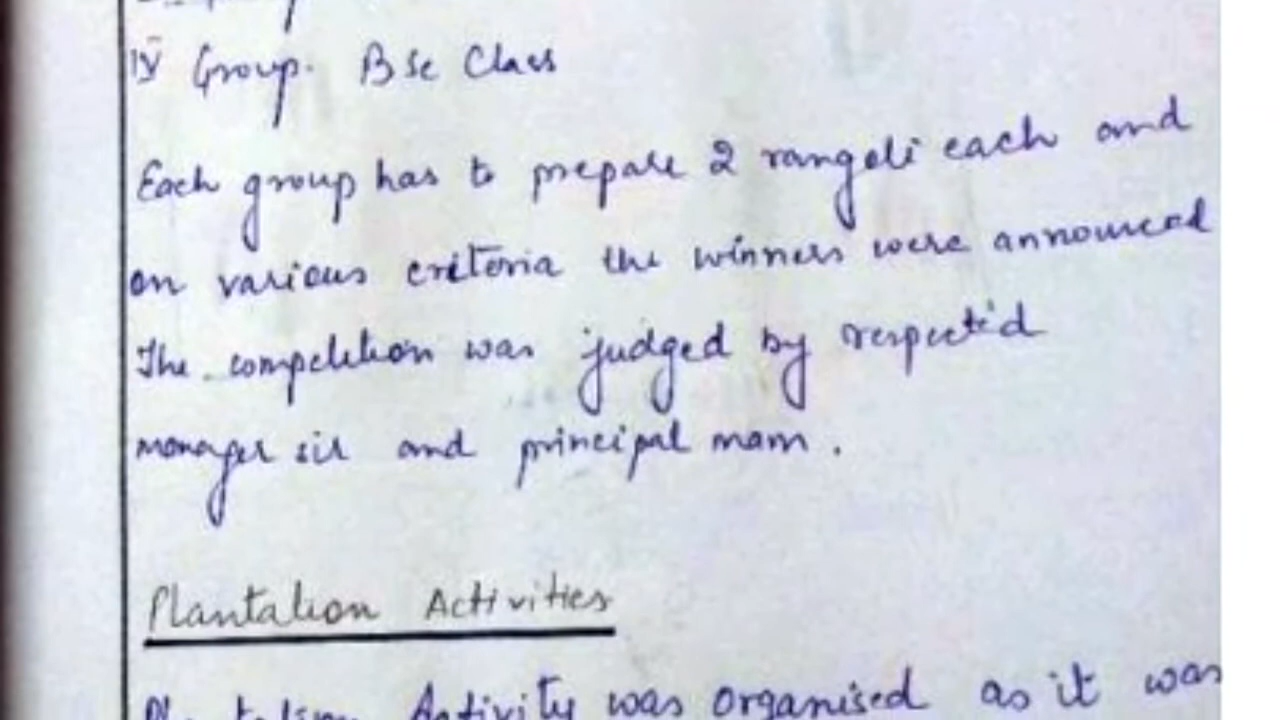 IV Group. BSc Class
Each group has to prepare 2 rangoli each and
on various criteria the winners were announced
The competition was judged by respected
manager sir and principal mam.
Plantation Activities
Plantation Activity was organised as it was